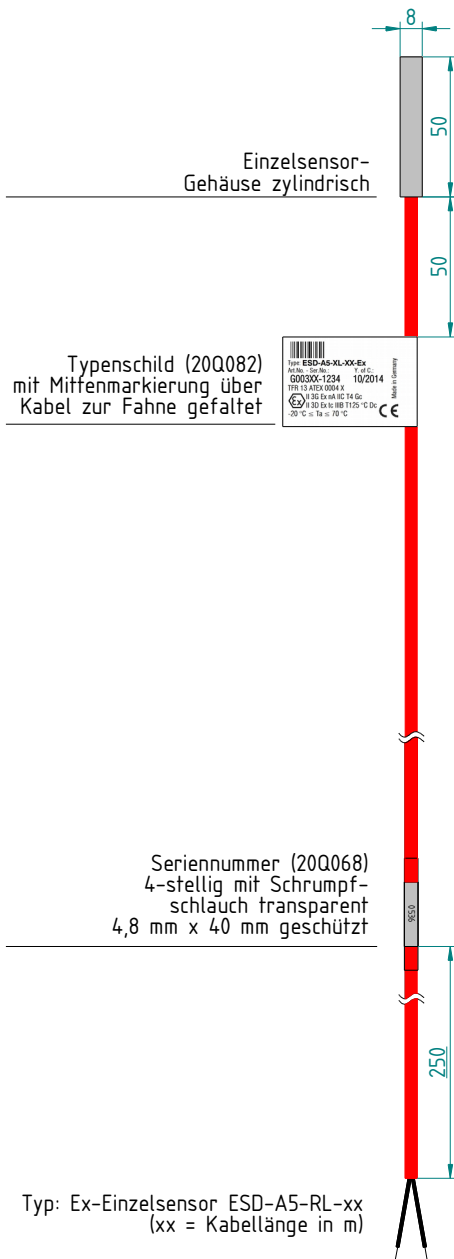 8
50
Einzelsensor-
Gehäuse zylindrisch
50
Typenschild (20Q082)
mit Mittenmarkierung über
Kabel zur Fahne gefaltet
Type: ESD-A5-XL-XX-Ex
Art.No. - Ser.No.: Y. of C.:
G003XX-1234 10/2014
TFR 13 ATEX 0004 X
Ex II 3G Ex nA IIC T4 Gc
II 3D Ex tc IIIB T125 °C Dc
-20 °C ≤ Ta ≤ 70 °C
CE
Made in Germany
Seriennummer (20Q068)
4-stellig mit Schrumpf-
schlauch transparent
4,8 mm x 40 mm geschützt
0536
250
Typ: Ex-Einzelsensor ESD-A5-RL-xx
(xx = Kabellänge in m)